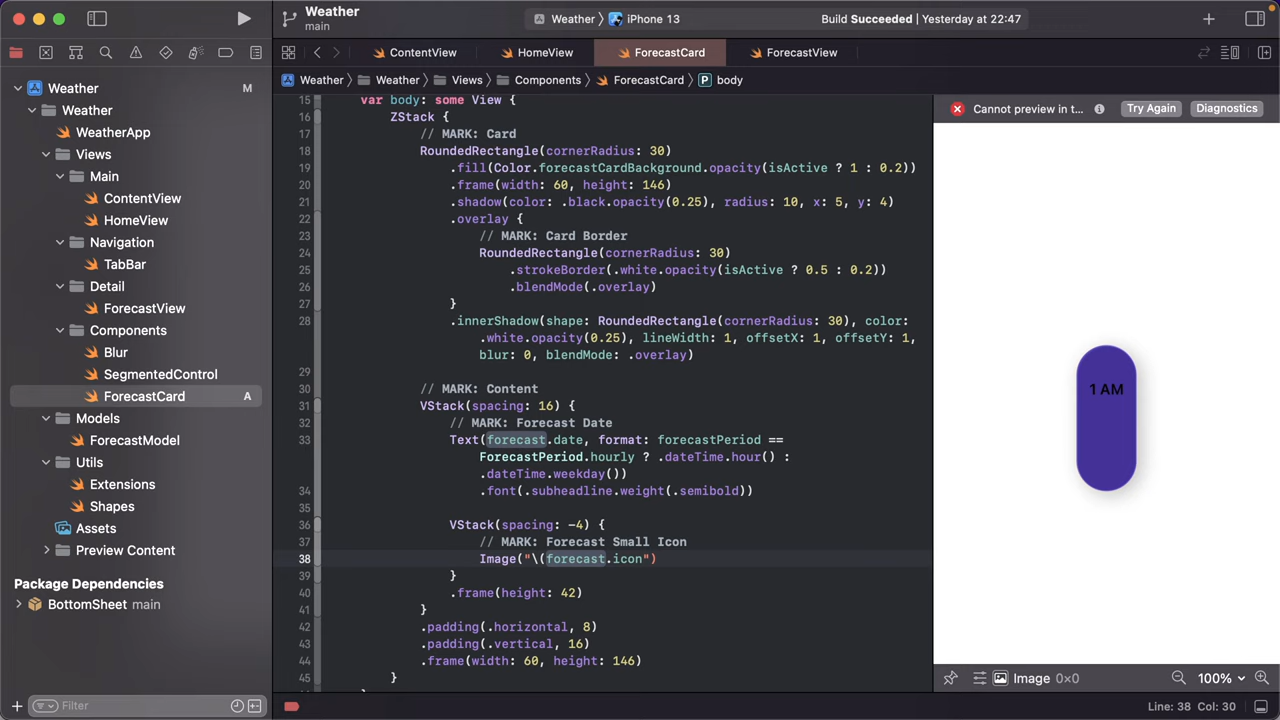 Weather
main
Weather 〉 iPhone 13
Build Succeeded | Yesterday at 22:47
ContentView
HomeView
ForecastCard
ForecastView
Weather 〉 Weather 〉 Views 〉 Components 〉 ForecastCard 〉 P body
Weather M
Weather
WeatherApp
Views
Main
ContentView
HomeView
Navigation
TabBar
Detail
ForecastView
Components
Blur
SegmentedControl
ForecastCard A
Models
ForecastModel
Utils
Extensions
Shapes
Assets
Preview Content
Package Dependencies
BottomSheet main
Filter
15 var body: some View {
16 ZStack {
17 // MARK: Card
18 RoundedRectangle(cornerRadius: 30)
19 .fill(Color.forecastCardBackground.opacity(isActive ? 1 : 0.2))
20 .frame(width: 60, height: 146)
21 .shadow(color: .black.opacity(0.25), radius: 10, x: 5, y: 4)
22 .overlay {
23 // MARK: Card Border
24 RoundedRectangle(cornerRadius: 30)
25 .strokeBorder(.white.opacity(isActive ? 0.5 : 0.2))
26 .blendMode(.overlay)
27 }
28 .innerShadow(shape: RoundedRectangle(cornerRadius: 30), color:
.white.opacity(0.25), lineWidth: 1, offsetX: 1, offsetY: 1,
blur: 0, blendMode: .overlay)
29
30 // MARK: Content
31 VStack(spacing: 16) {
32 // MARK: Forecast Date
33 Text(forecast.date, format: forecastPeriod ==
ForecastPeriod.hourly ? .dateTime.hour() :
.dateTime.weekday())
34 .font(.subheadline.weight(.semibold))
35
36 VStack(spacing: -4) {
37 // MARK: Forecast Small Icon
38 Image("\(forecast.icon")
39 }
40 .frame(height: 42)
41 }
42 .padding(.horizontal, 8)
43 .padding(.vertical, 16)
44 .frame(width: 60, height: 146)
45 }
Cannot preview in t...
Try Again
Diagnostics
1 AM
Image 0×0
100%
Line: 38 Col: 30